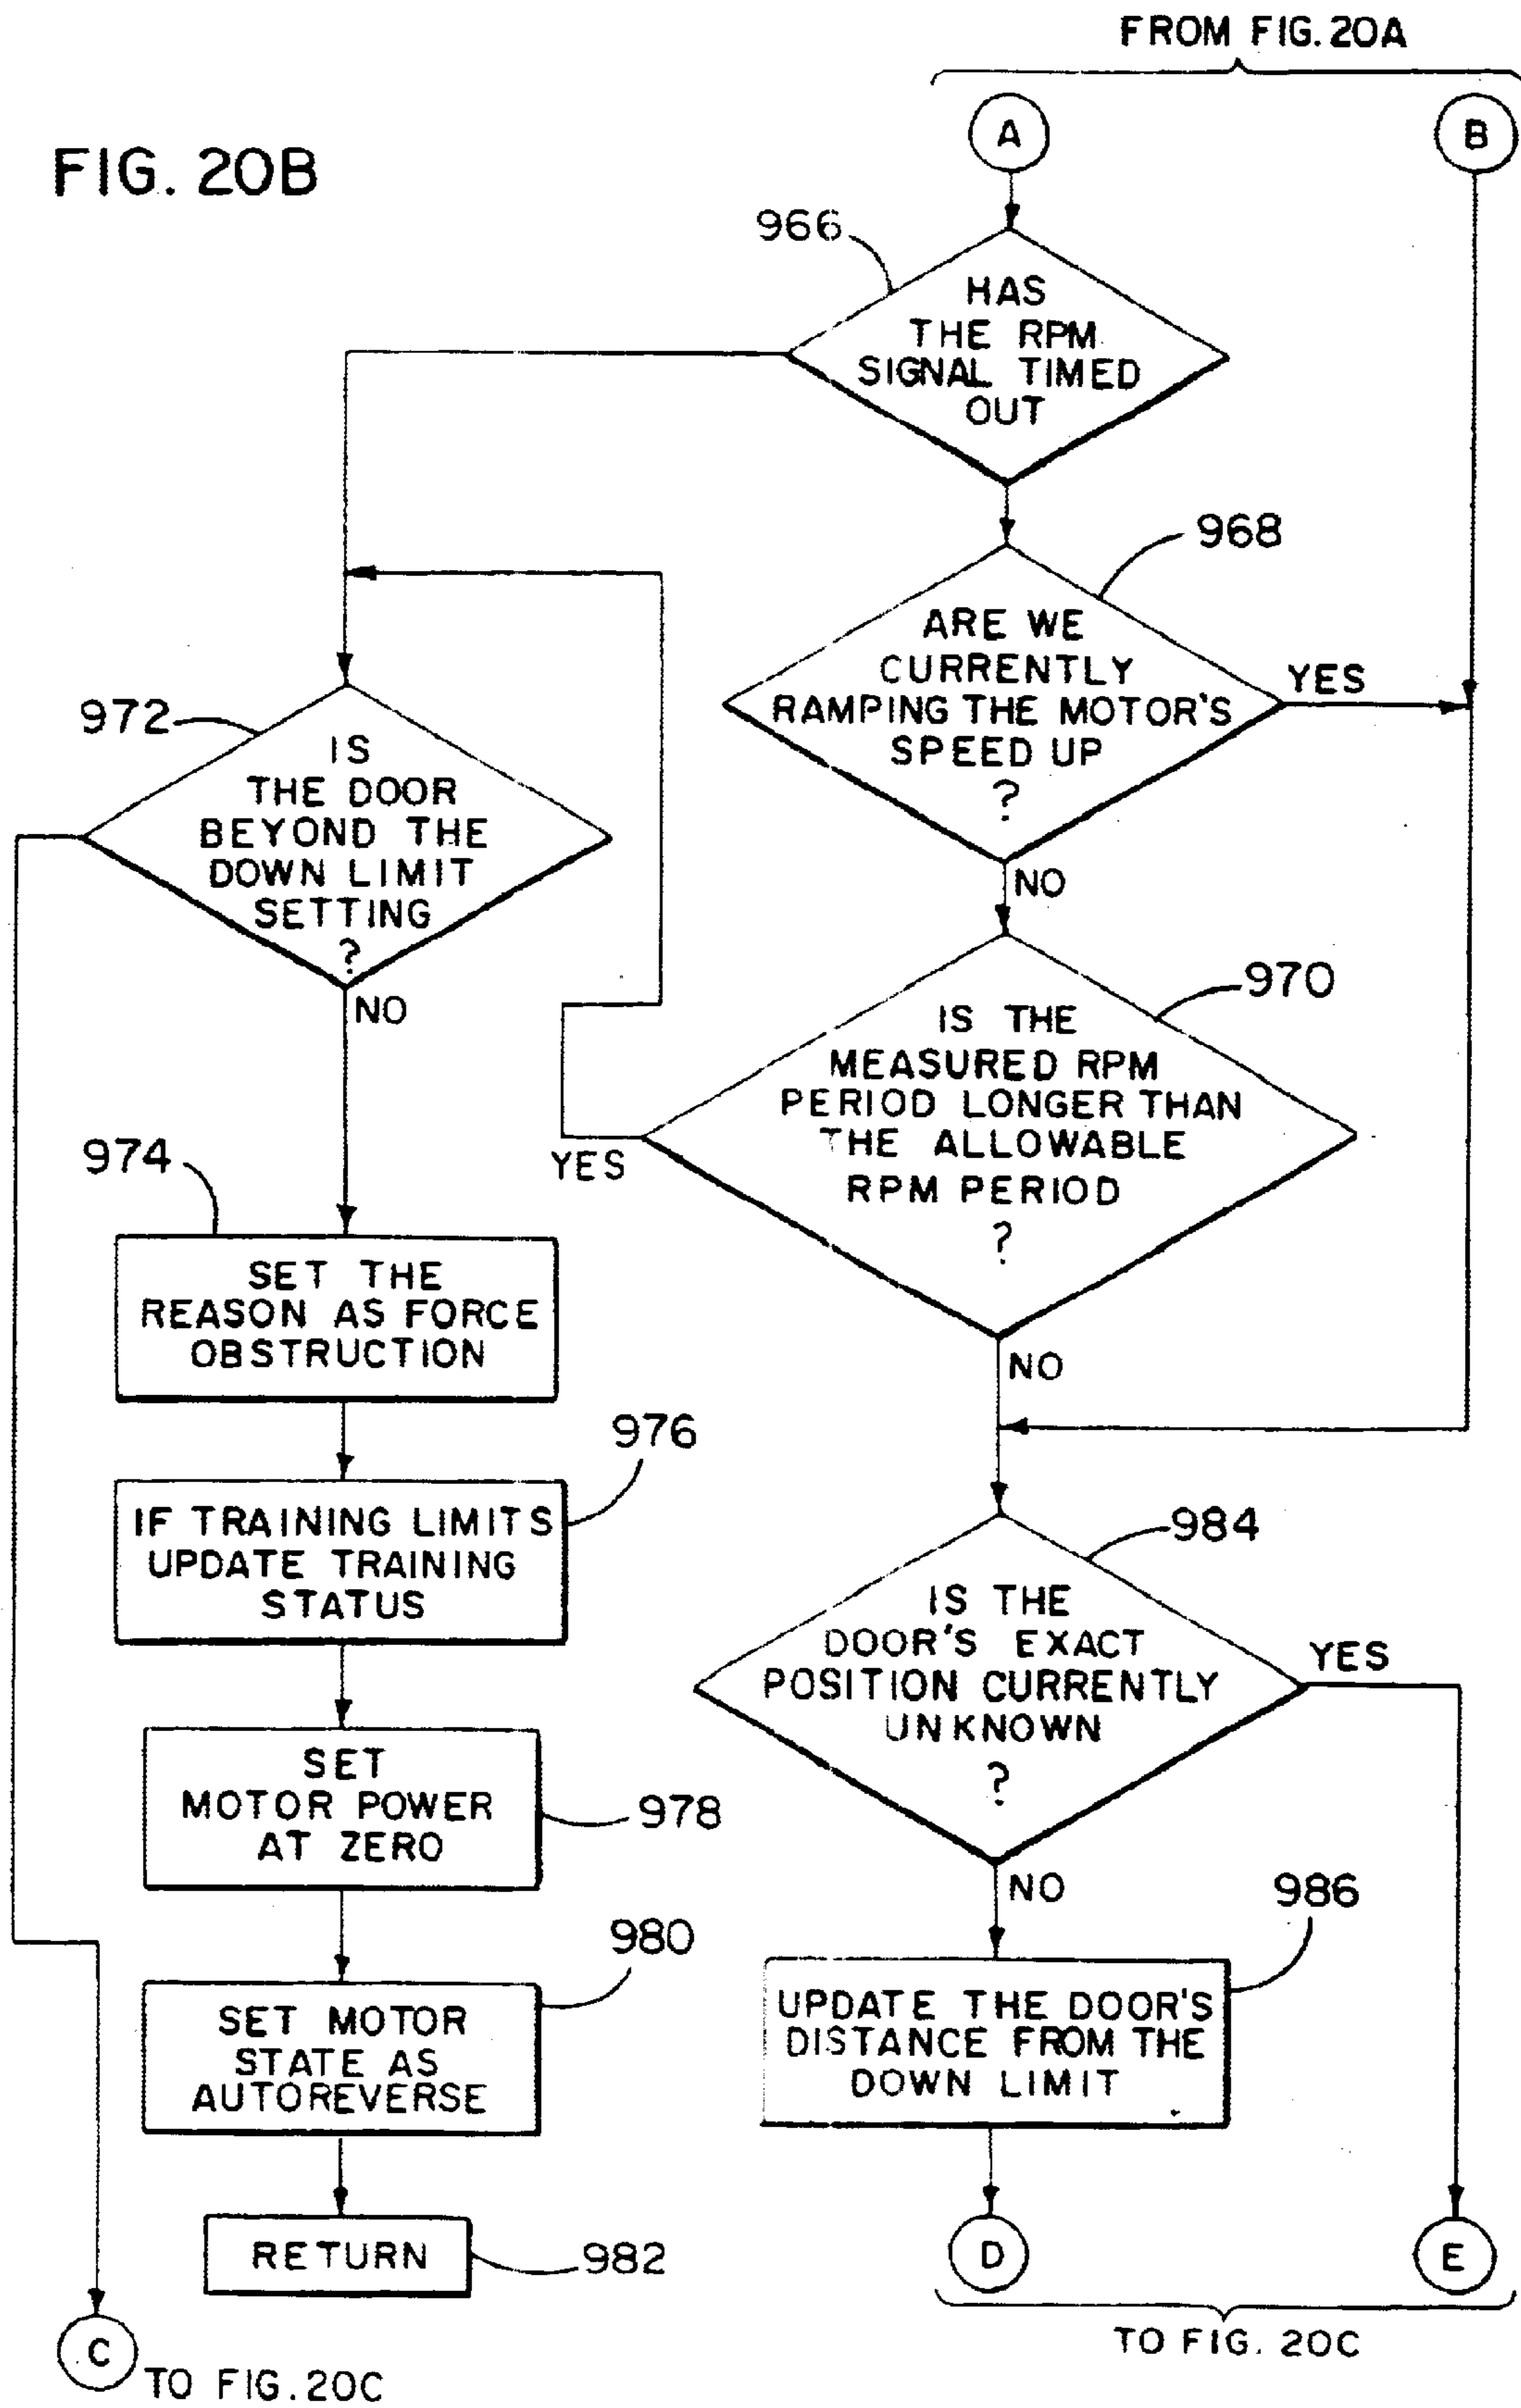 FROM FIG. 20A
A
B
FIG. 20B
966
HAS
THE RPM
SIGNAL TIMED
OUT
968
ARE WE
CURRENTLY
RAMPING THE MOTOR'S
SPEED UP
?
YES
NO
972
IS
THE DOOR
BEYOND THE
DOWN LIMIT
SETTING
?
NO
970
IS THE
MEASURED RPM
PERIOD LONGER THAN
THE ALLOWABLE
RPM PERIOD
?
YES
NO
974
SET THE
REASON AS FORCE
OBSTRUCTION
976
IF TRAINING LIMITS
UPDATE TRAINING
STATUS
984
IS THE
DOOR'S EXACT
POSITION CURRENTLY
UNKNOWN
?
YES
NO
SET
MOTOR POWER
AT ZERO
978
980
SET MOTOR
STATE AS
AUTOREVERSE
986
UPDATE THE DOOR'S
DISTANCE FROM THE
DOWN LIMIT
RETURN
982
D
E
TO FIG. 20C
C
TO FIG. 20C